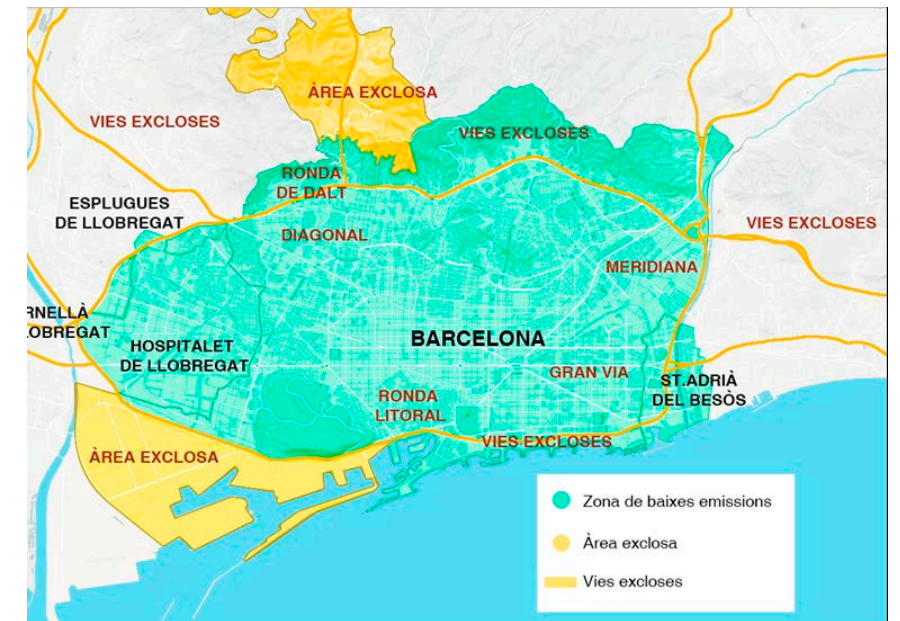 ÀREA EXCLOSA
VIES EXCLOSES
VIES EXCLOSES
RONDA
DE DALT
ESPLUGUES
DE LLOBREGAT
DIAGONAL
VIES EXCLOSES
MERIDIANA
RNELLÀ
LOBREGAT
HOSPITALET
DE LLOBREGAT
BARCELONA
GRAN VIA
ST.ADRIÀ
DEL BESÒS
RONDA
LITORAL
VIES EXCLOSES
ÀREA EXCLOSA
Zona de baixes emissions
Àrea exclosa
Vies excloses